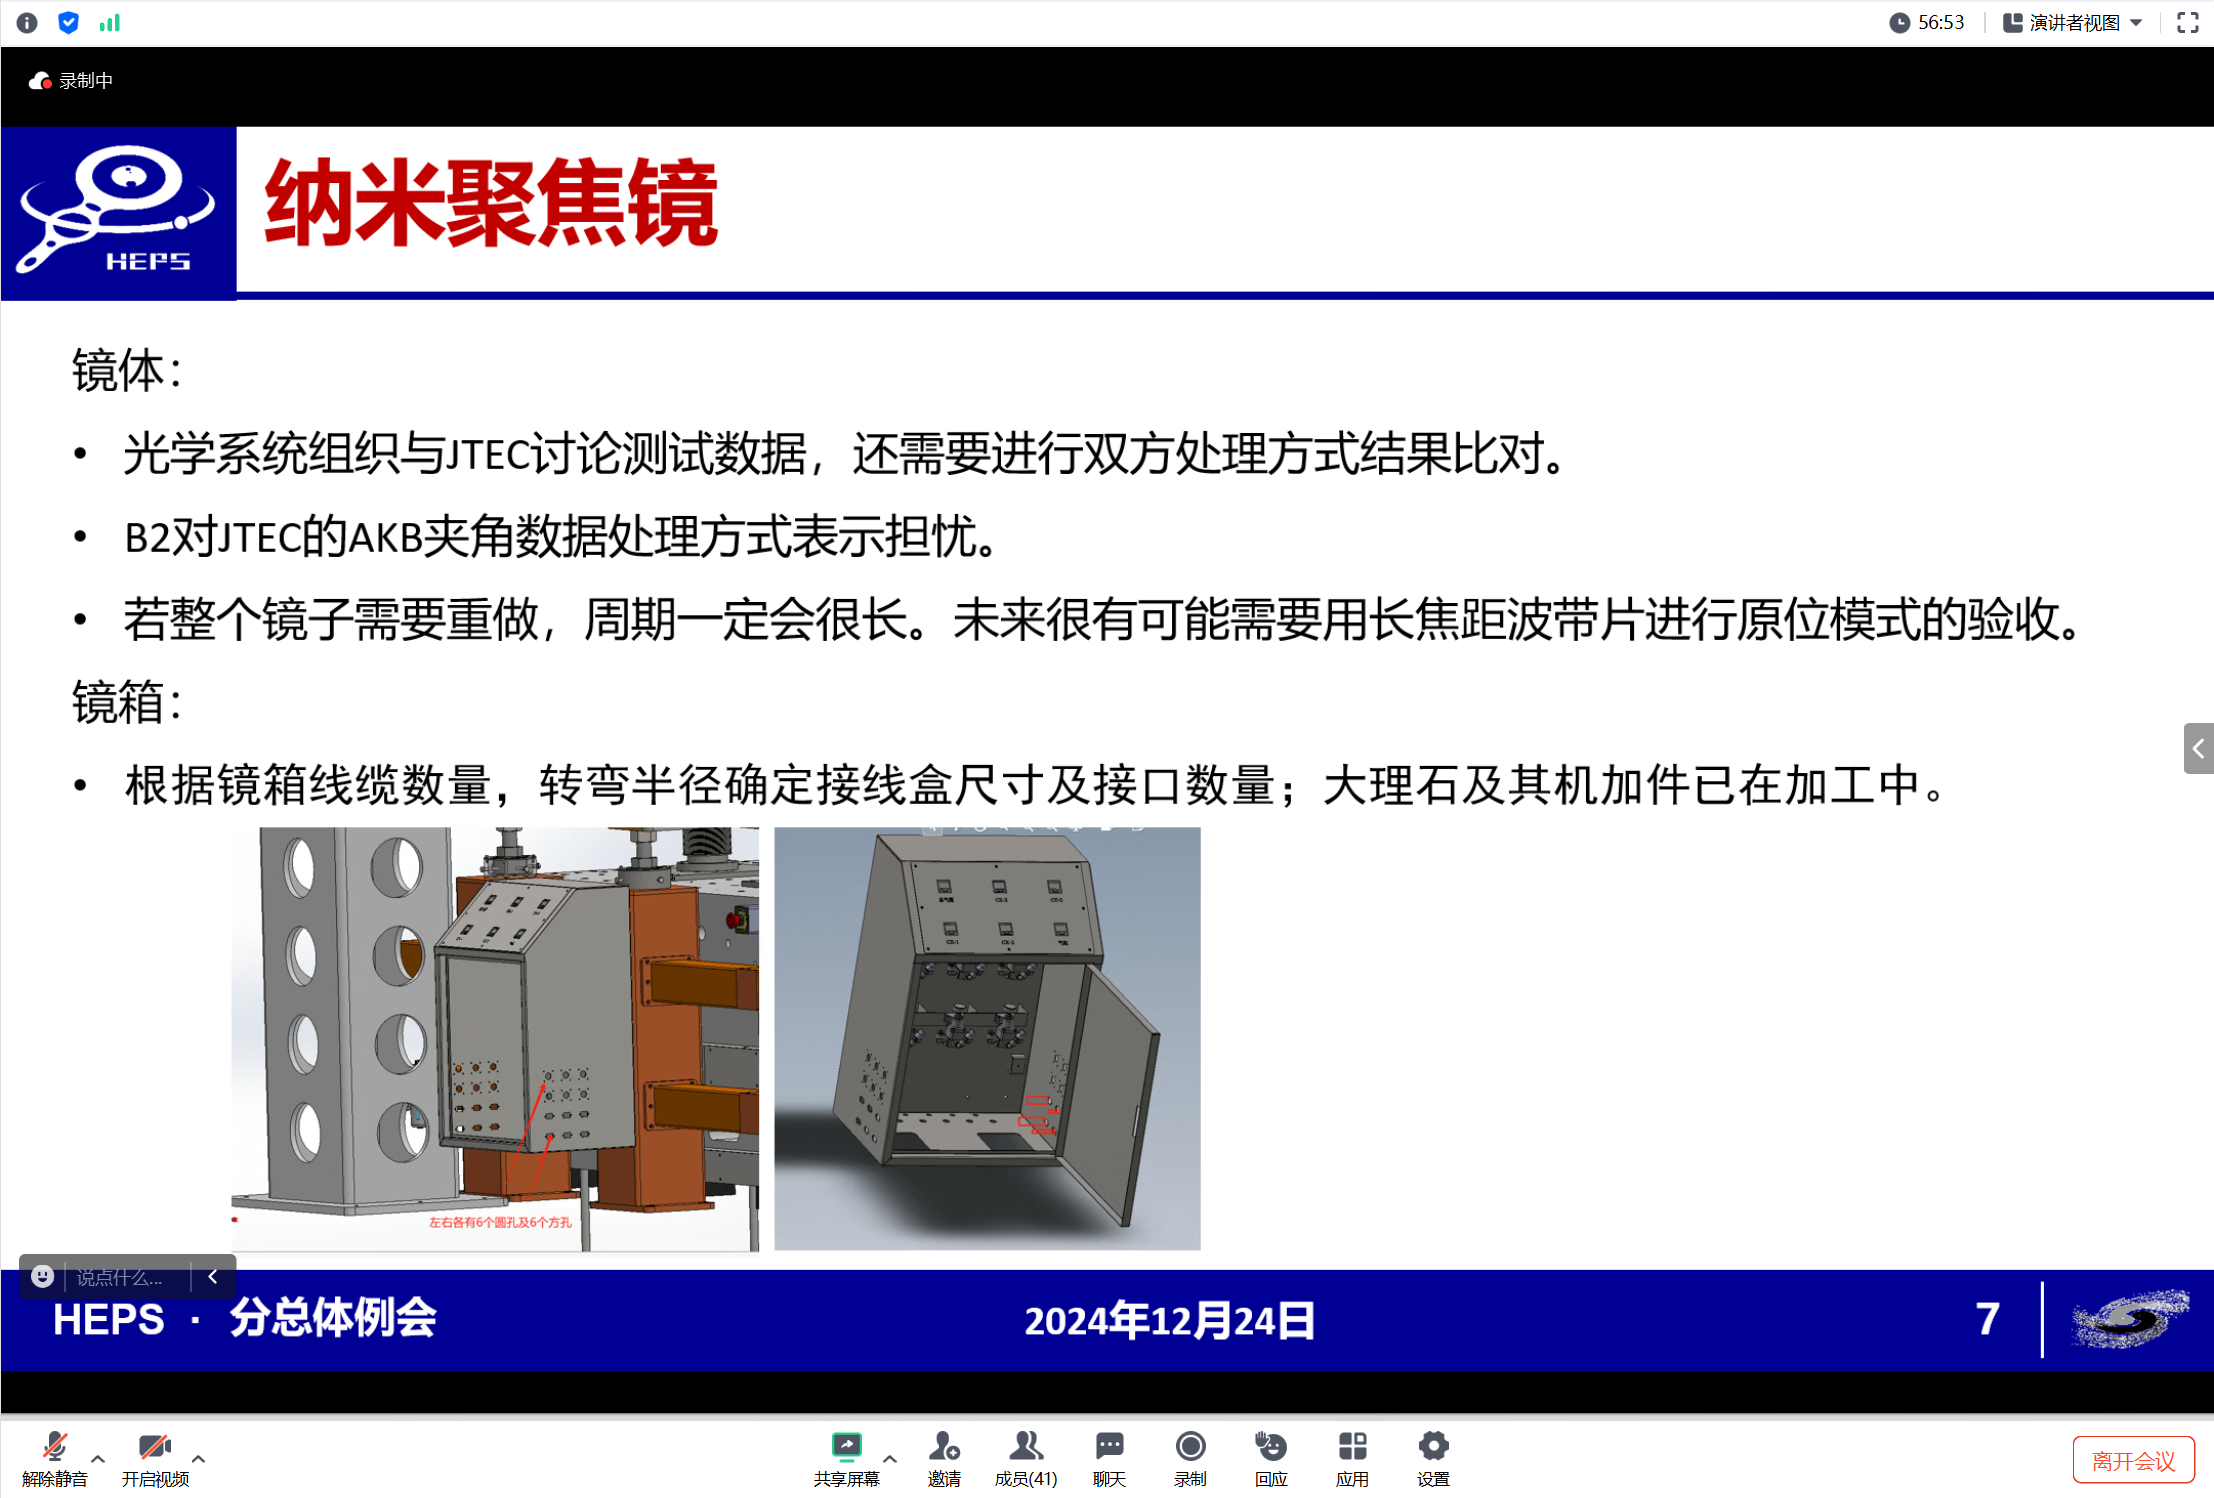 56:53
演讲者视图
录制中
HEPS
纳米聚焦镜
镜体：
• 光学系统组织与JTEC讨论测试数据，还需要进行双方处理方式结果比对。
• B2对JTEC的AKB夹角数据处理方式表示担忧。
• 若整个镜子需要重做，周期一定会很长。未来很有可能需要用长焦距波带片进行原位模式的验收。
镜箱：
• 根据镜箱线缆数量，转弯半径确定接线盒尺寸及接口数量；大理石及其机加件已在加工中。
左右各有6个圆孔及6个方孔
说点什么...
HEPS · 分总体例会
2024年12月24日
7
解除静音
开启视频
共享屏幕
邀请
成员(41)
聊天
录制
回应
应用
设置
离开会议